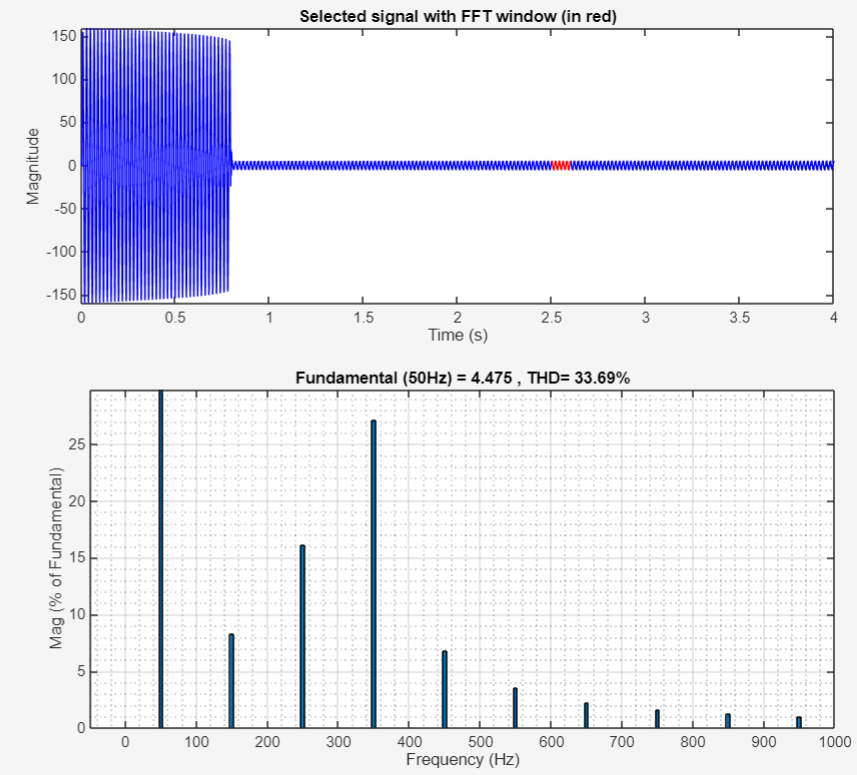 Selected signal with FFT window (in red)
150
100
50
0
-50
-100
-150
Magnitude
0 0.5 1 1.5 2 2.5 3 3.5 4
Time (s)
Fundamental (50Hz) = 4.475 , THD= 33.69%
25
20
15
10
5
0
Mag (% of Fundamental)
0 100 200 300 400 500 600 700 800 900 1000
Frequency (Hz)